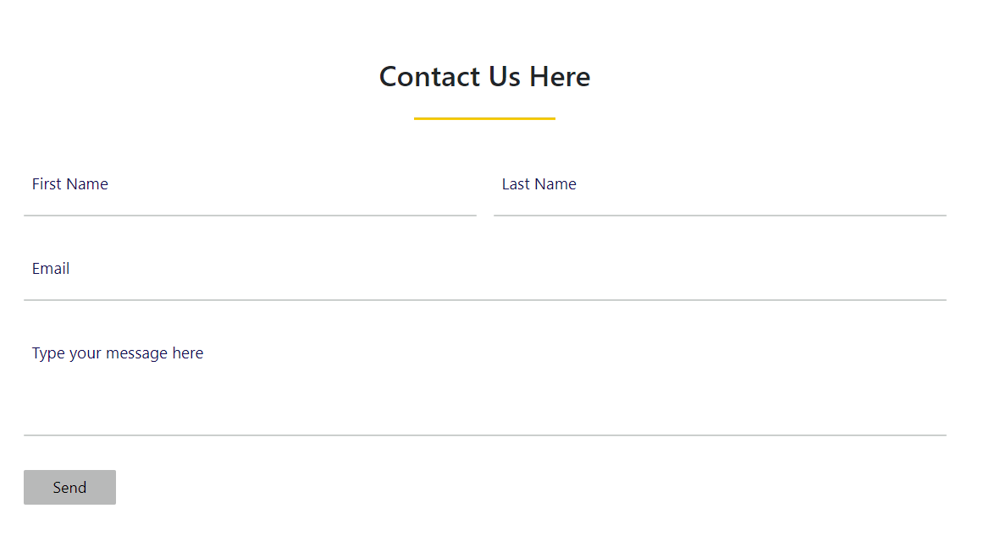 Contact Us Here
First Name
Last Name
Email
Type your message here
Send